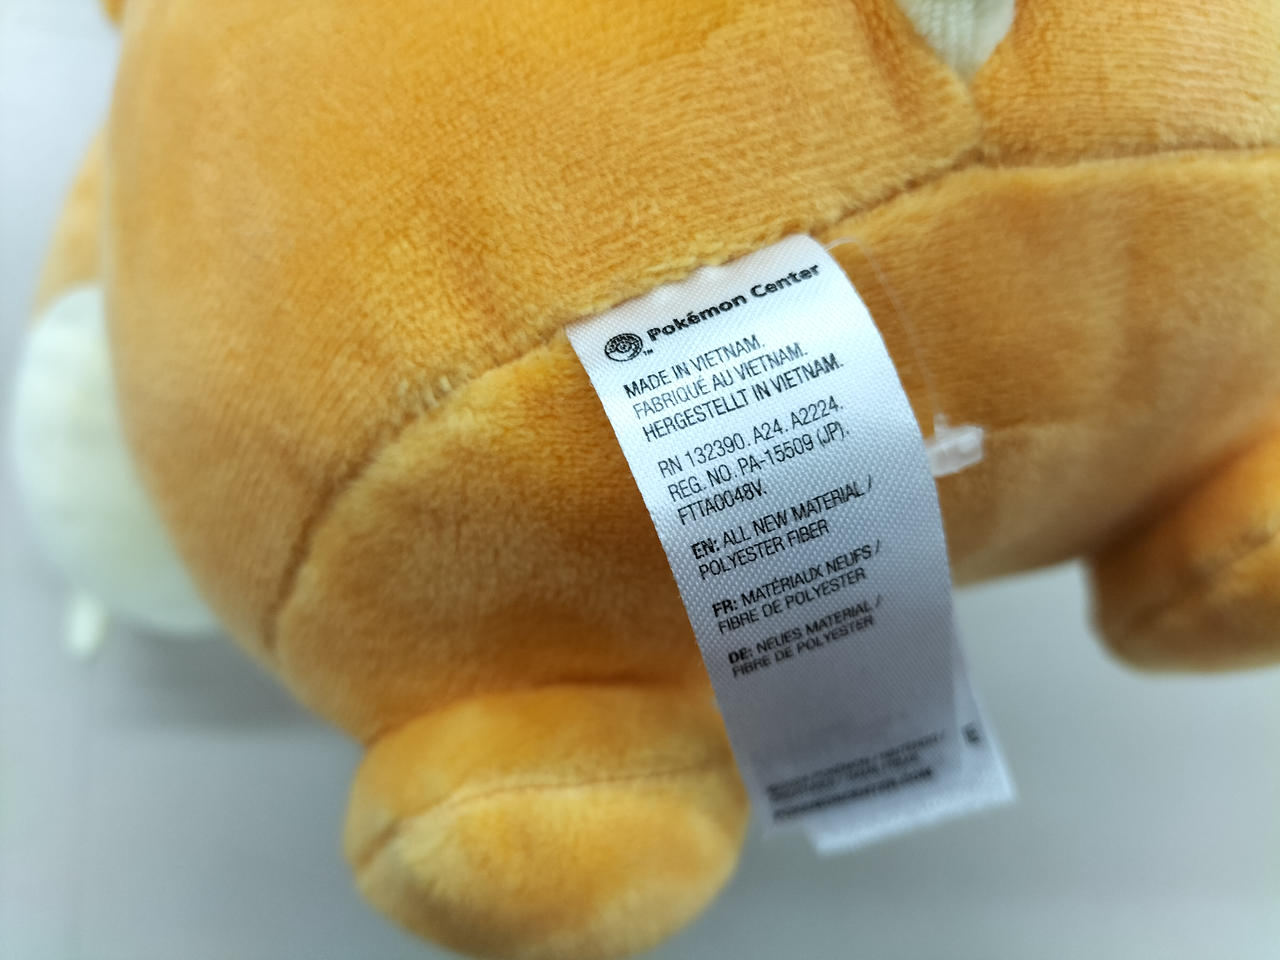 Pokémon Center
™
MADE IN VIETNAM.
FABRIQUÉ AU VIETNAM.
HERGESTELLT IN VIETNAM.
RN 132390. A24. A2224.
REG. NO. PA-15509 (JP).
FTTA0048V.
EN: ALL NEW MATERIAL /
POLYESTER FIBER
FR: MATÉRIAUX NEUFS /
FIBRE DE POLYESTER
DE: NEUES MATERIAL /
FIBRE DE POLYESTER